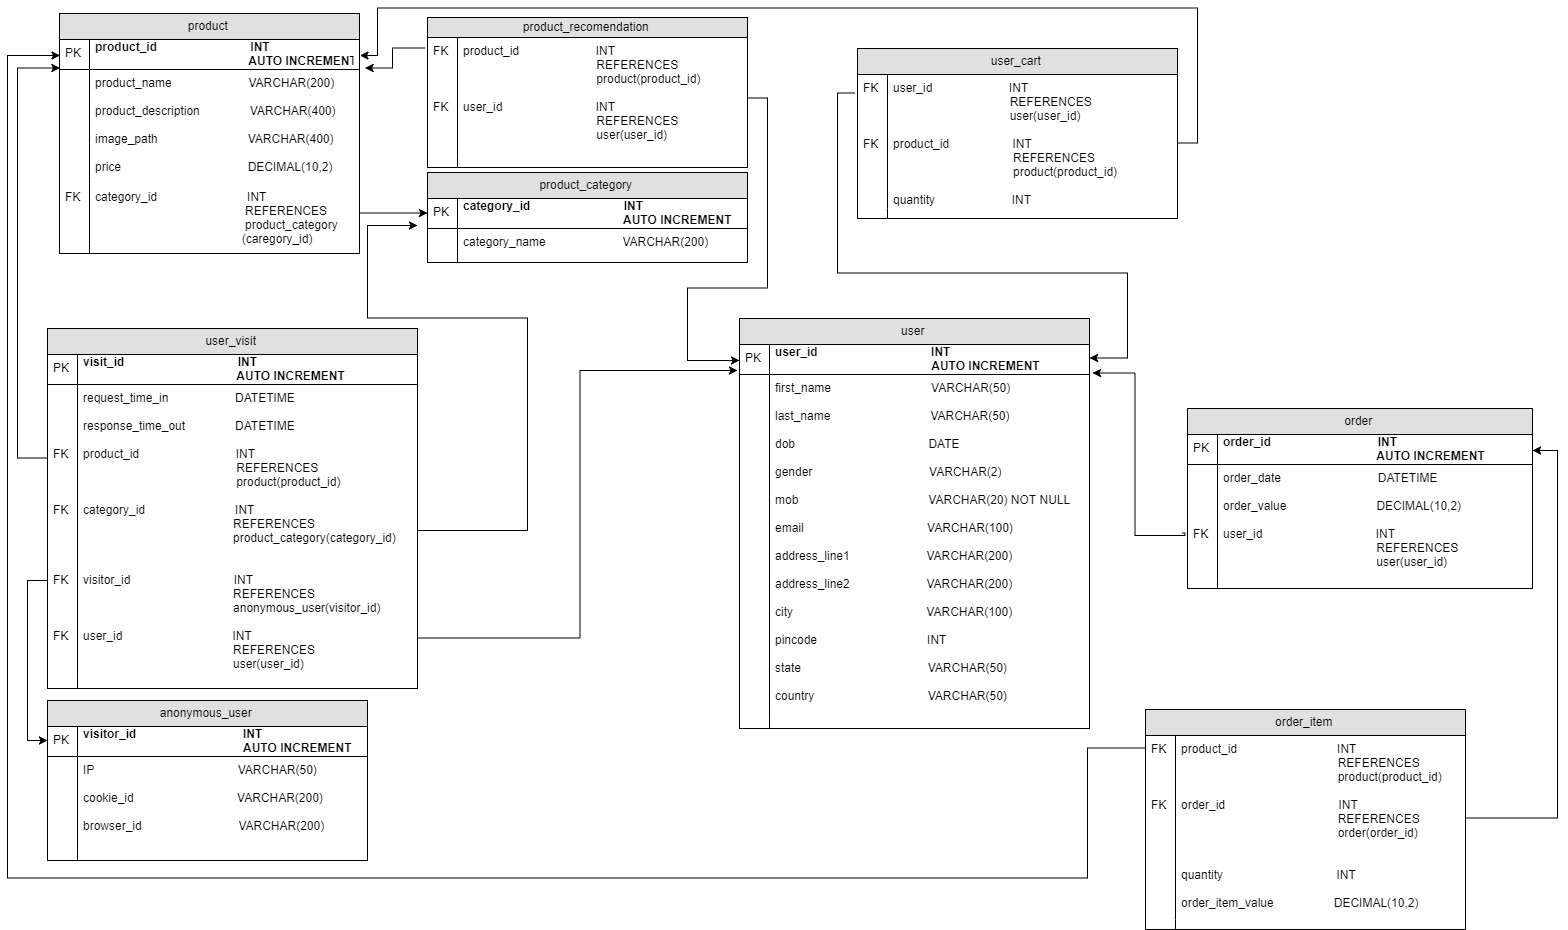 product
PK product_id INT
AUTO INCREMENT
product_name VARCHAR(200)
product_description VARCHAR(400)
image_path VARCHAR(400)
price DECIMAL(10,2)
FK category_id INT
REFERENCES
product_category
(caregory_id)
product_recomendation
FK product_id INT
REFERENCES
product(product_id)
FK user_id INT
REFERENCES
user(user_id)
product_category
PK category_id INT
AUTO INCREMENT
category_name VARCHAR(200)
user_cart
FK user_id INT
REFERENCES
user(user_id)
FK product_id INT
REFERENCES
product(product_id)
quantity INT
user_visit
PK visit_id INT
AUTO INCREMENT
request_time_in DATETIME
response_time_out DATETIME
FK product_id INT
REFERENCES
product(product_id)
FK category_id INT
REFERENCES
product_category(category_id)
FK visitor_id INT
REFERENCES
anonymous_user(visitor_id)
FK user_id INT
REFERENCES
user(user_id)
anonymous_user
PK visitor_id INT
AUTO INCREMENT
IP VARCHAR(50)
cookie_id VARCHAR(200)
browser_id VARCHAR(200)
user
PK user_id INT
AUTO INCREMENT
first_name VARCHAR(50)
last_name VARCHAR(50)
dob DATE
gender VARCHAR(2)
mob VARCHAR(20) NOT NULL
email VARCHAR(100)
address_line1 VARCHAR(200)
address_line2 VARCHAR(200)
city VARCHAR(100)
pincode INT
state VARCHAR(50)
country VARCHAR(50)
order
PK order_id INT
AUTO INCREMENT
order_date DATETIME
order_value DECIMAL(10,2)
FK user_id INT
REFERENCES
user(user_id)
order_item
FK product_id INT
REFERENCES
product(product_id)
FK order_id INT
REFERENCES
order(order_id)
quantity INT
order_item_value DECIMAL(10,2)